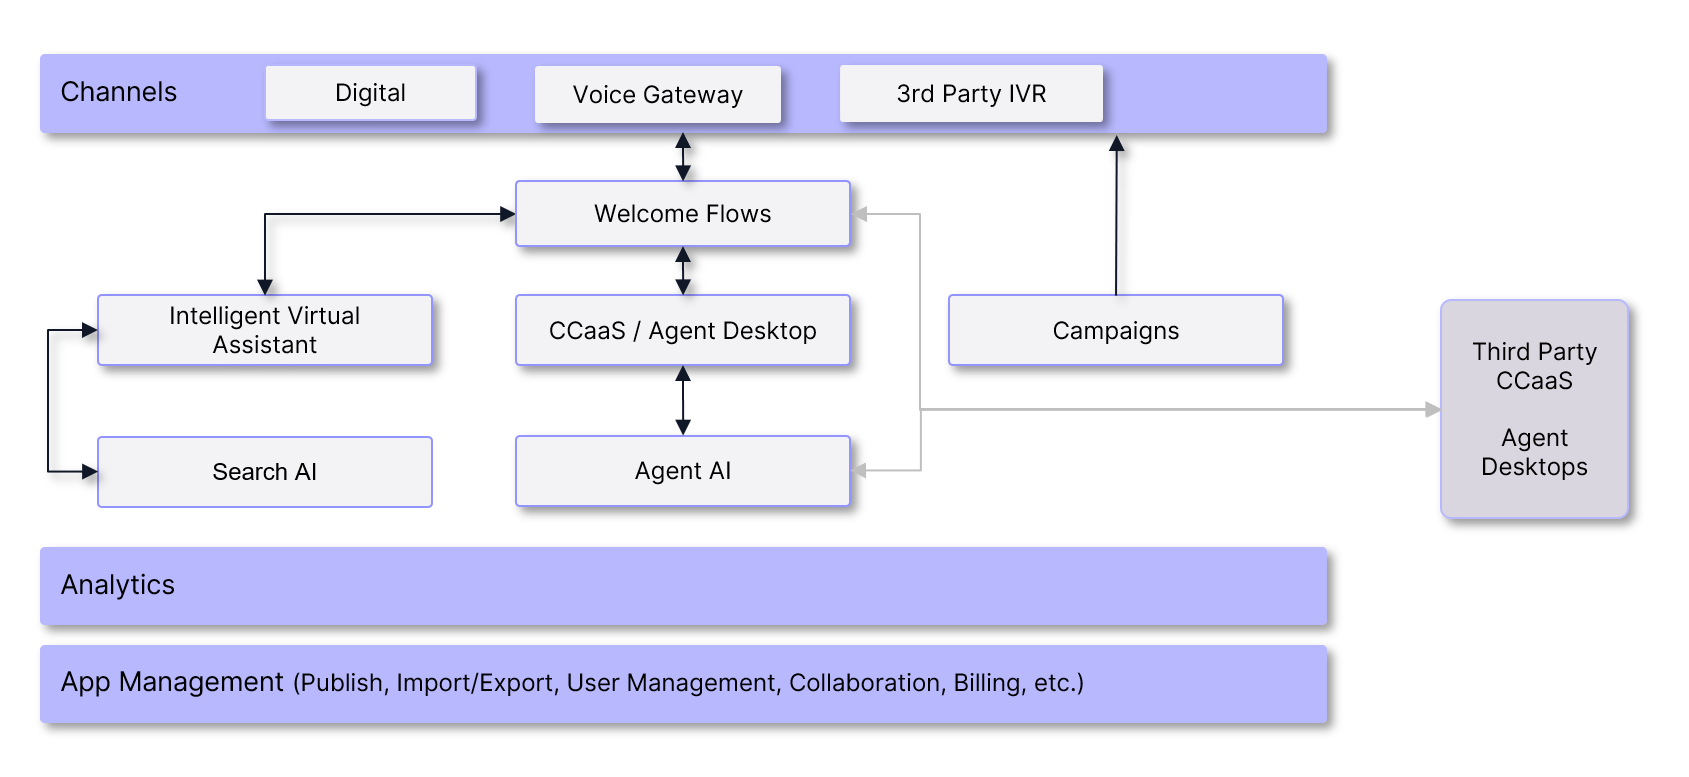 Channels
Digital
Voice Gateway
3rd Party IVR
Welcome Flows
Intelligent Virtual
Assistant
CCaaS / Agent Desktop
Campaigns
Third Party
CCaaS
Agent
Desktops
Search AI
Agent AI
Analytics
App Management (Publish, Import/Export, User Management, Collaboration, Billing, etc.)